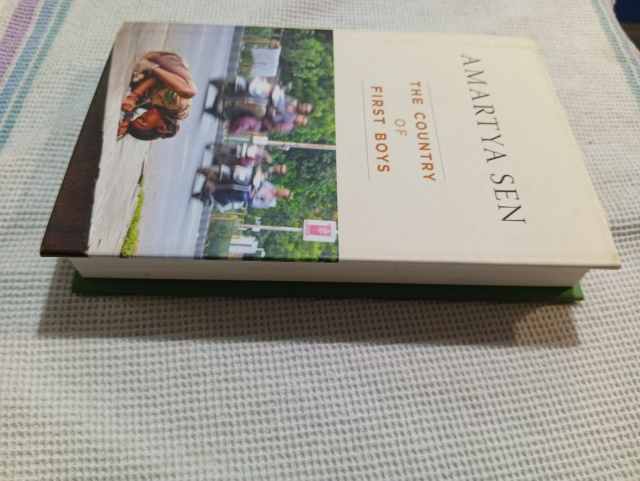 AMARTYA SEN
THE COUNTRY
OF
FIRST BOYS